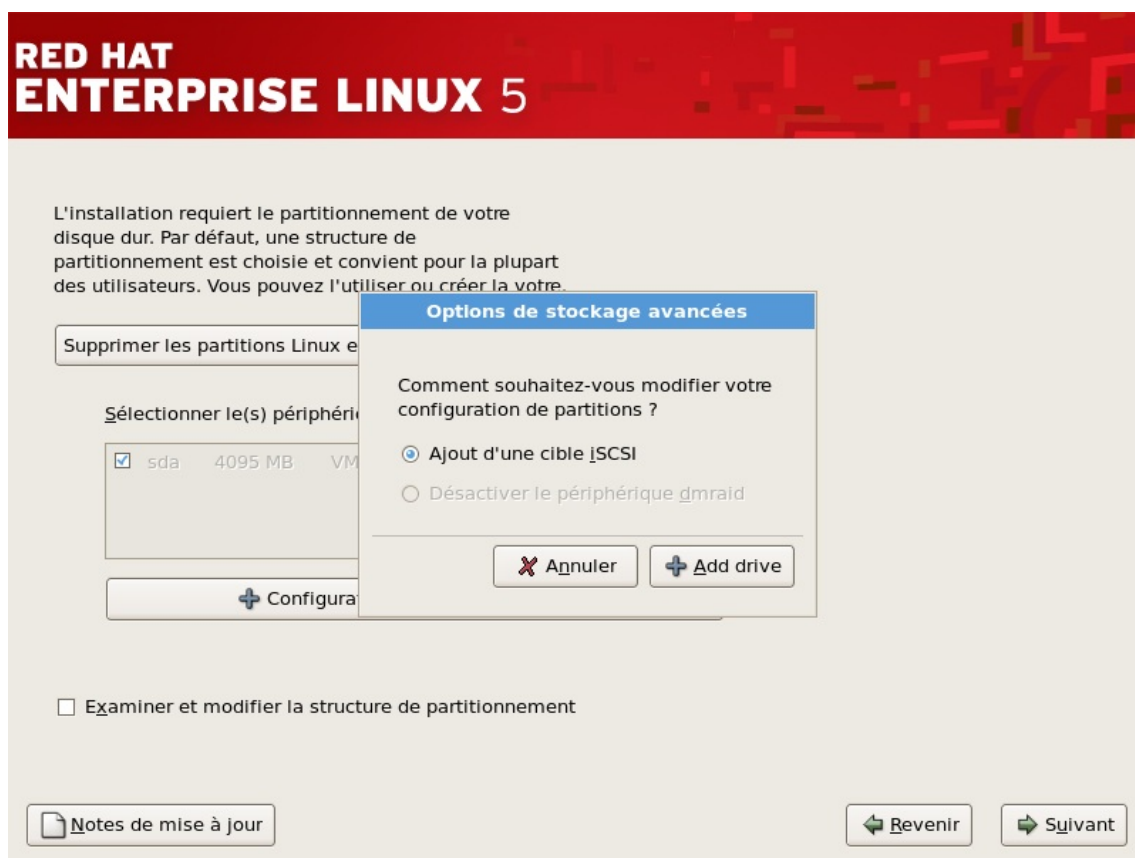 RED HAT
ENTERPRISE LINUX 5
L'installation requiert le partitionnement de votre
disque dur. Par défaut, une structure de
partitionnement est choisie et convient pour la plupart
des utilisateurs. Vous pouvez l'utiliser ou créer la votre.
Supprimer les partitions Linux e
Sélectionner le(s) périphéri
sda 4095 MB VM
Configurat
Options de stockage avancées
Comment souhaitez-vous modifier votre
configuration de partitions ?
Ajout d'une cible iSCSI
Désactiver le périphérique dmraid
Annuler
Add drive
Examiner et modifier la structure de partitionnement
Notes de mise à jour
Revenir
Suivant